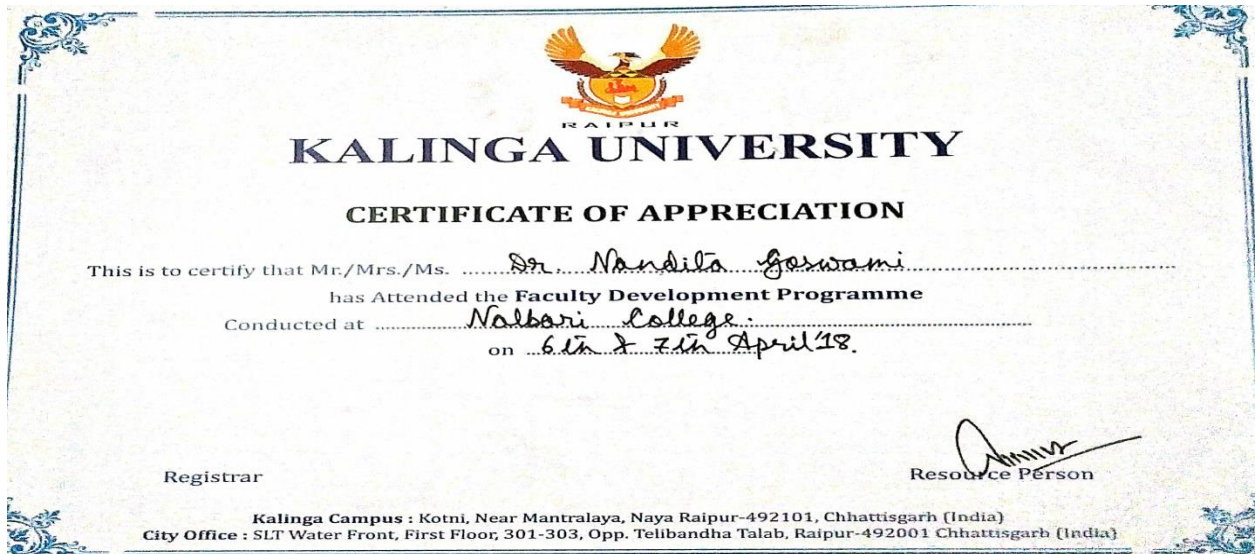 RAIPUR
KALINGA UNIVERSITY
CERTIFICATE OF APPRECIATION
This is to certify that Mr./Mrs./Ms. Dr. Nandita Goswami
has Attended the Faculty Development Programme
Conducted at Nalbari College.
on 6th & 7th April'18.
Registrar
Resource Person
Kalinga Campus : Kotni, Near Mantralaya, Naya Raipur-492101, Chhattisgarh (India)
City Office : SLT Water Front, First Floor, 301-303, Opp. Telibandha Talab, Raipur-492001 Chhattisgarh (India)